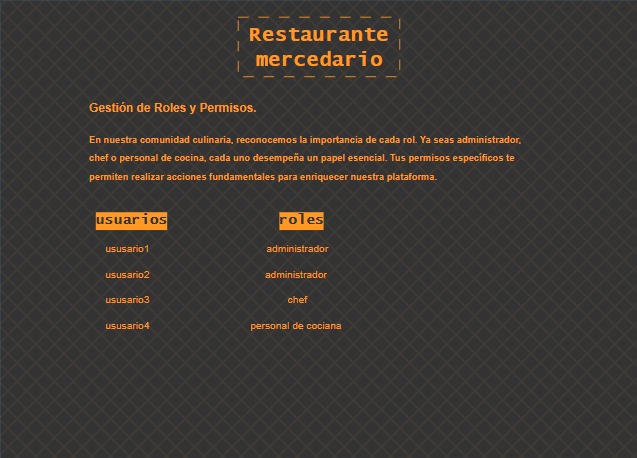 Restaurante
mercedario
Gestión de Roles y Permisos.
En nuestra comunidad culinaria, reconocemos la importancia de cada rol. Ya seas administrador,
chef o personal de cocina, cada uno desempeña un papel esencial. Tus permisos específicos te
permiten realizar acciones fundamentales para enriquecer nuestra plataforma.
usuarios roles
ususario1 administrador
ususario2 administrador
ususario3 chef
ususario4 personal de cociana